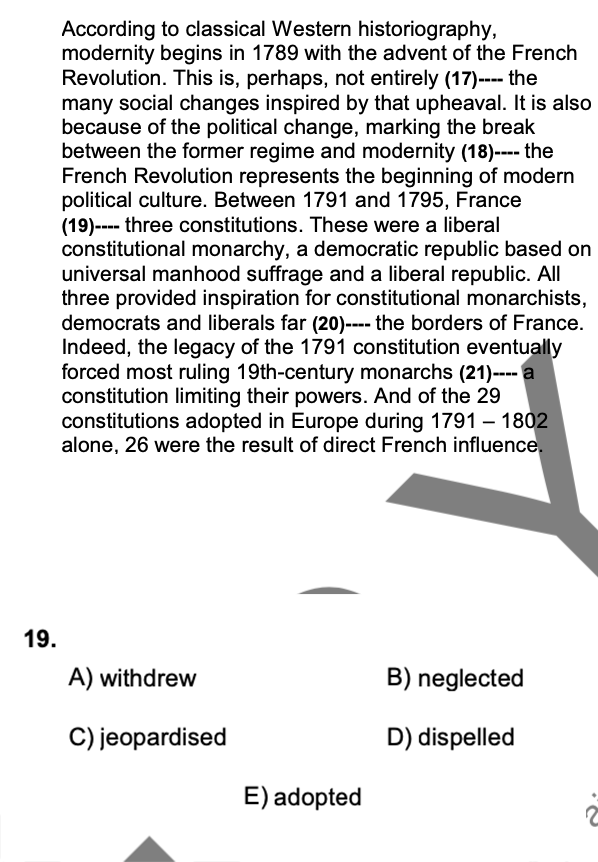 According to classical Western historiography,
modernity begins in 1789 with the advent of the French
Revolution. This is, perhaps, not entirely (17)---- the
many social changes inspired by that upheaval. It is also
because of the political change, marking the break
between the former regime and modernity (18)---- the
French Revolution represents the beginning of modern
political culture. Between 1791 and 1795, France
(19)---- three constitutions. These were a liberal
constitutional monarchy, a democratic republic based on
universal manhood suffrage and a liberal republic. All
three provided inspiration for constitutional monarchists,
democrats and liberals far (20)---- the borders of France.
Indeed, the legacy of the 1791 constitution eventually
forced most ruling 19th-century monarchs (21)---- a
constitution limiting their powers. And of the 29
constitutions adopted in Europe during 1791 – 1802
alone, 26 were the result of direct French influence.
19.
A) withdrew B) neglected
C) jeopardised D) dispelled
E) adopted